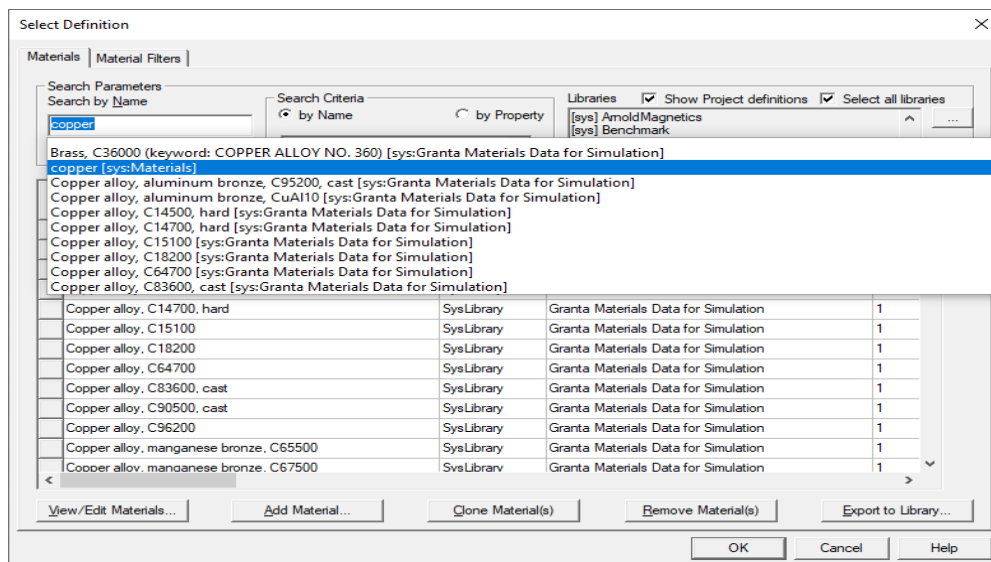 Select Definition
Materials
Material Filters
Search Parameters
Search by Name
copper
Search Criteria
by Name
by Property
Libraries
Show Project definitions
Select all libraries
[sys] ArnoldMagnetics
[sys] Benchmark
...
Brass, C36000 (keyword: COPPER ALLOY NO. 360) [sys:Granta Materials Data for Simulation]
copper [sys:Materials]
Copper alloy, aluminum bronze, C95200, cast [sys:Granta Materials Data for Simulation]
Copper alloy, aluminum bronze, CuAl10 [sys:Granta Materials Data for Simulation]
Copper alloy, C14500, hard [sys:Granta Materials Data for Simulation]
Copper alloy, C14700, hard [sys:Granta Materials Data for Simulation]
Copper alloy, C15100 [sys:Granta Materials Data for Simulation]
Copper alloy, C18200 [sys:Granta Materials Data for Simulation]
Copper alloy, C64700 [sys:Granta Materials Data for Simulation]
Copper alloy, C83600, cast [sys:Granta Materials Data for Simulation]
Copper alloy, C14700, hard SysLibrary Granta Materials Data for Simulation 1
Copper alloy, C15100 SysLibrary Granta Materials Data for Simulation 1
Copper alloy, C18200 SysLibrary Granta Materials Data for Simulation 1
Copper alloy, C64700 SysLibrary Granta Materials Data for Simulation 1
Copper alloy, C83600, cast SysLibrary Granta Materials Data for Simulation 1
Copper alloy, C90500, cast SysLibrary Granta Materials Data for Simulation 1
Copper alloy, C96200 SysLibrary Granta Materials Data for Simulation 1
Copper alloy, manganese bronze, C65500 SysLibrary Granta Materials Data for Simulation 1
Copper alloy, manganese bronze, C67500 SysLibrary Granta Materials Data for Simulation 1
View/Edit Materials...
Add Material...
Clone Material(s)
Remove Material(s)
Export to Library...
OK
Cancel
Help